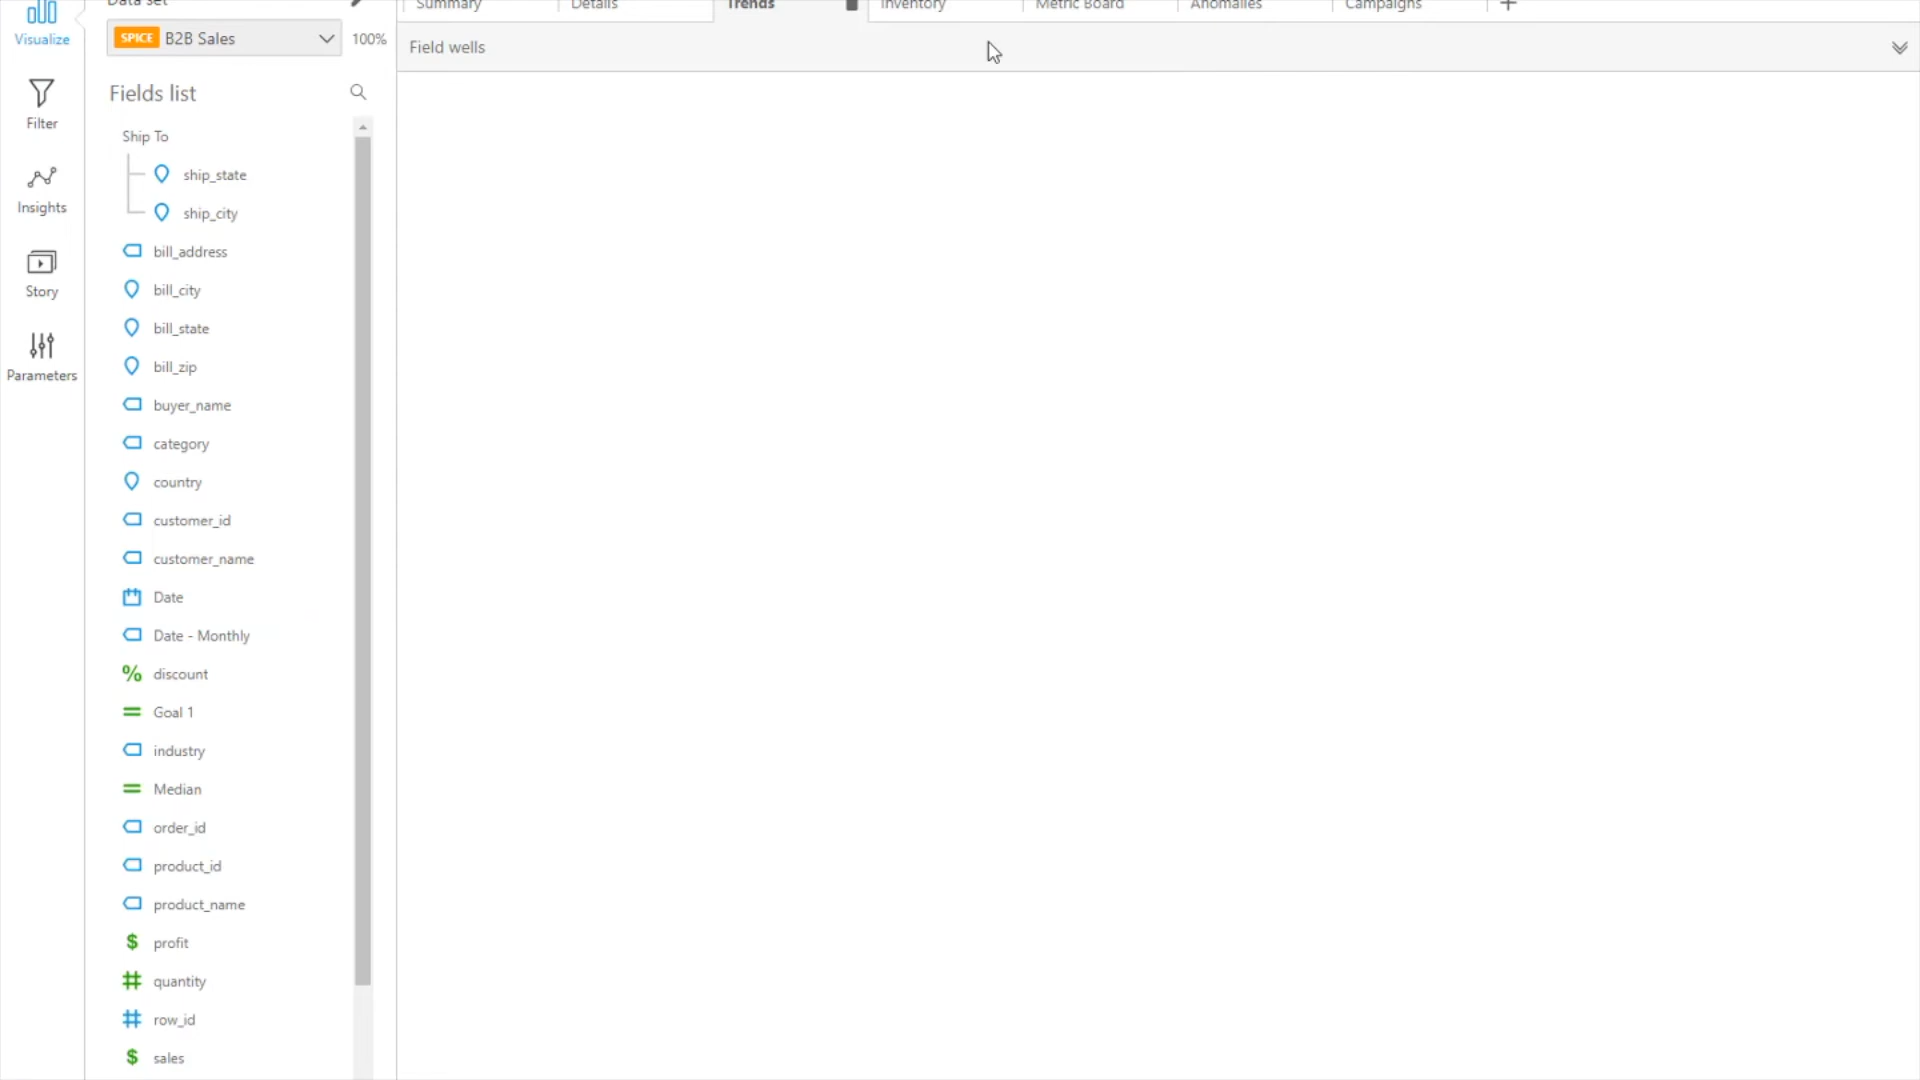 Data set
Summary
Details
Trends
Inventory
Metric Board
Anomalies
Campaigns
Visualize
SPICE B2B Sales
100%
Field wells
Fields list
Filter
Insights
Story
Parameters
Ship To
ship_state
ship_city
bill_address
bill_city
bill_state
bill_zip
buyer_name
category
country
customer_id
customer_name
Date
Date - Monthly
discount
Goal 1
industry
Median
order_id
product_id
product_name
profit
quantity
row_id
sales